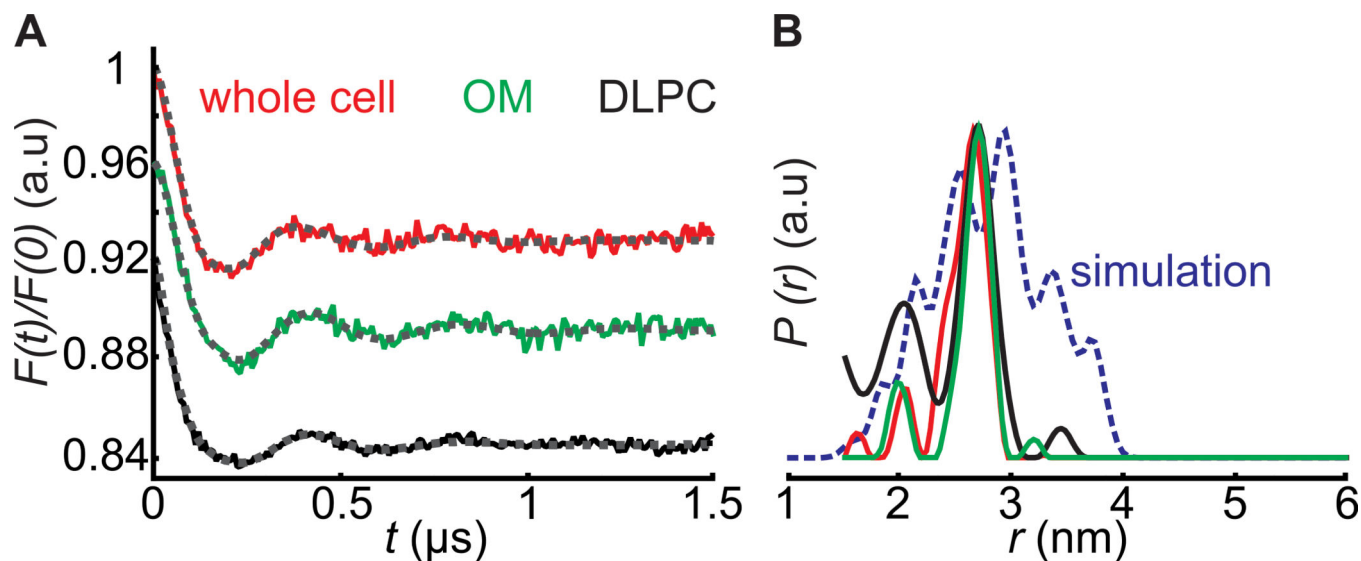 A
F(t)/F(0) (a.u)
1
0.96
0.92
0.88
0.84
whole cell OM DLPC
0 0.5 1 1.5
t (μs)
B
P (r) (a.u)
simulation
1 2 3 4 5 6
r (nm)